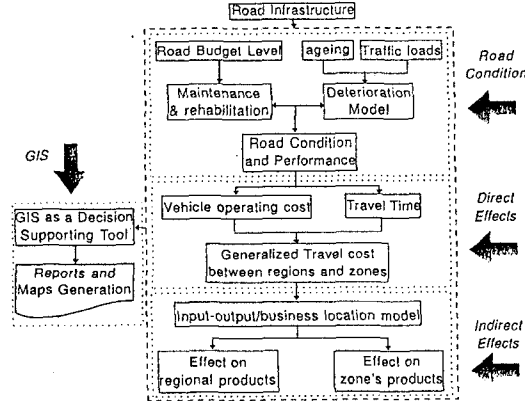 Road Infrastructure
Road Budget Level
ageing
Traffic loads
Road
Condition
Maintenance
& rehabilitation
Deterioration
Model
Road Condition
and Performance
GIS
Vehicle operating cost
Travel Time
Direct
Effects
GIS as a Decision
Supporting Tool
Generalized Travel cost
between regions and zones
Reports and
Maps Generation
Input-output/business location model
Indirect
Effects
Effect on
regional products
Effect on
zone's products